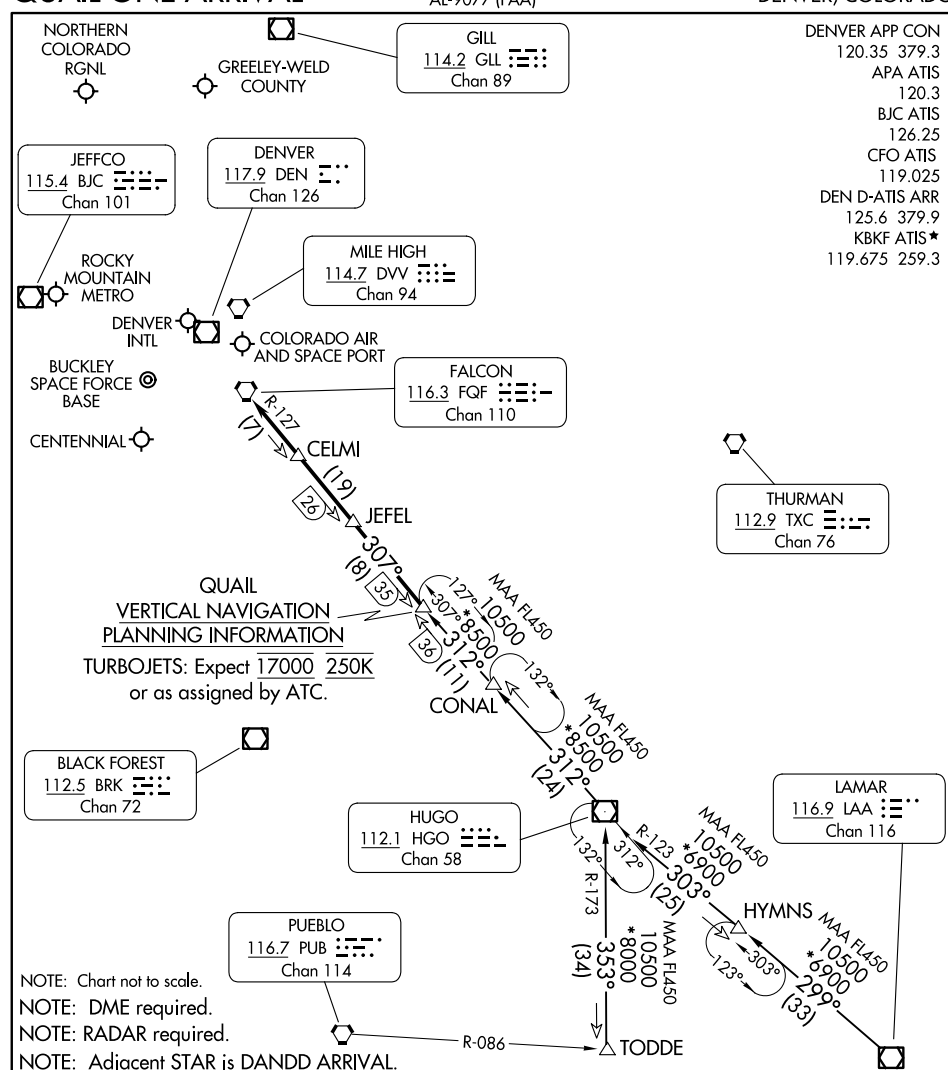 QUAIL ONE ARRIVAL
AL-9077 (FAA)
DENVER, COLORADO
NORTHERN
COLORADO
RGNL
GREELEY-WELD
COUNTY
GILL
114.2 GLL
Chan 89
DENVER APP CON
120.35 379.3
APA ATIS
120.3
BJC ATIS
126.25
CFO ATIS
119.025
DEN D-ATIS ARR
125.6 379.9
KBKF ATIS★
119.675 259.3
JEFFCO
115.4 BJC
Chan 101
DENVER
117.9 DEN
Chan 126
MILE HIGH
114.7 DVV
Chan 94
ROCKY
MOUNTAIN
METRO
DENVER
INTL
COLORADO AIR
AND SPACE PORT
BUCKLEY
SPACE FORCE
BASE
FALCON
116.3 FQF
Chan 110
CENTENNIAL
R-127
(7)
CELMI
(19)
26
JEFEL
THURMAN
112.9 TXC
Chan 76
307°
(8)
35
QUAIL
VERTICAL NAVIGATION
PLANNING INFORMATION
TURBOJETS: Expect 17000 250K
or as assigned by ATC.
127°
307°
MAA FL450
10500
*8500
312°
(11)
36
CONAL
132°
MAA FL450
10500
*8500
312°
(24)
BLACK FOREST
112.5 BRK
Chan 72
HUGO
112.1 HGO
Chan 58
LAMAR
116.9 LAA
Chan 116
132°
312°
R-123
MAA FL450
10500
*6900
303°
(25)
R-173
HYMNS
303°
123°
MAA FL450
10500
*6900
299°
(33)
MAA FL450
10500
*8000
353°
(34)
PUEBLO
116.7 PUB
Chan 114
R-086
TODDE
NOTE: Chart not to scale.
NOTE: DME required.
NOTE: RADAR required.
NOTE: Adjacent STAR is DANDD ARRIVAL.